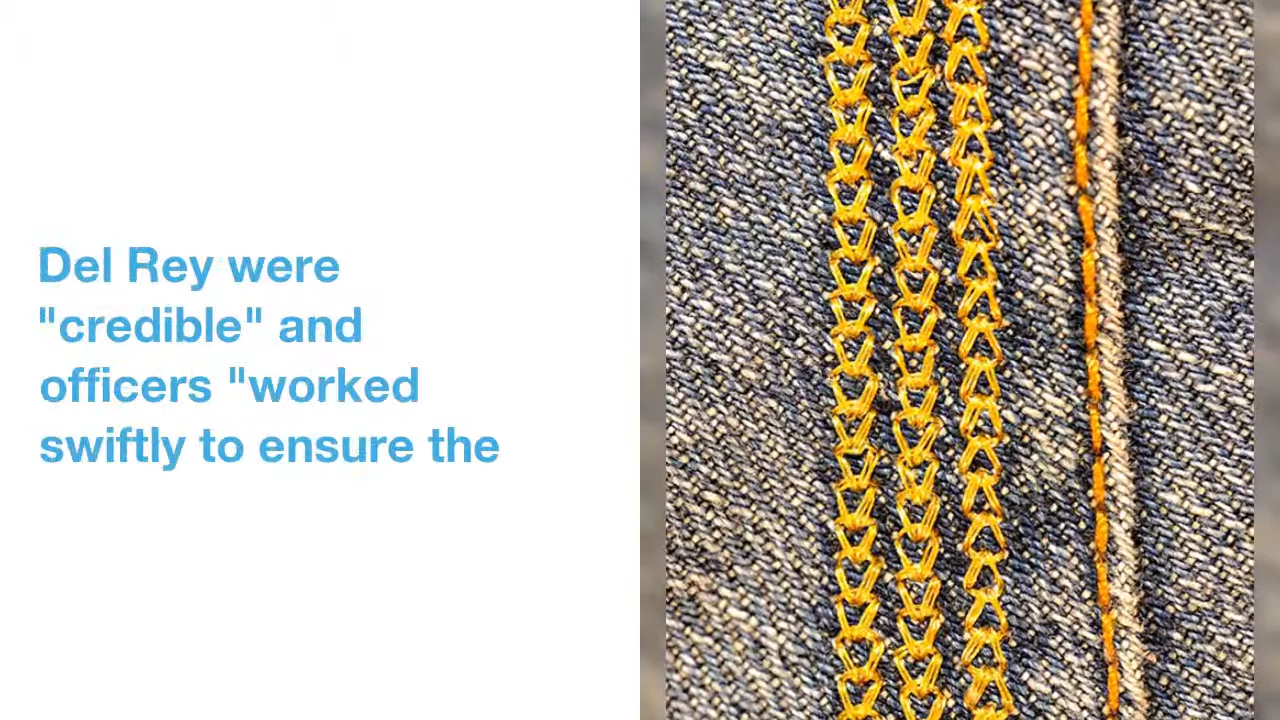 Del Rey were
"credible" and
officers "worked
swiftly to ensure the